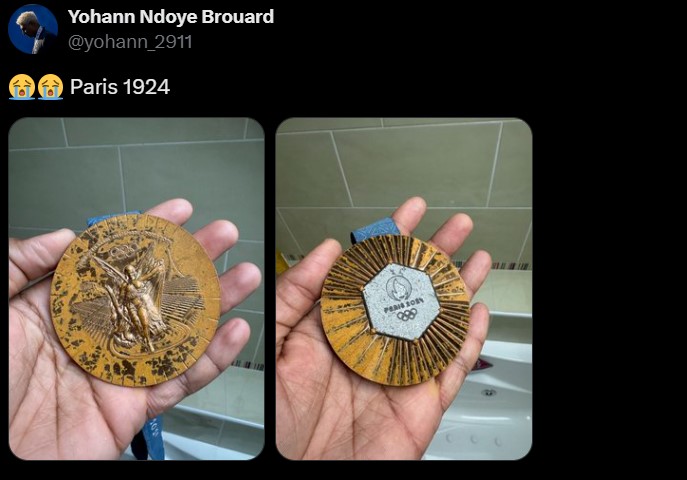 Yohann Ndoye Brouard
@yohann_2911
😭😭 Paris 1924
PARIS 2024